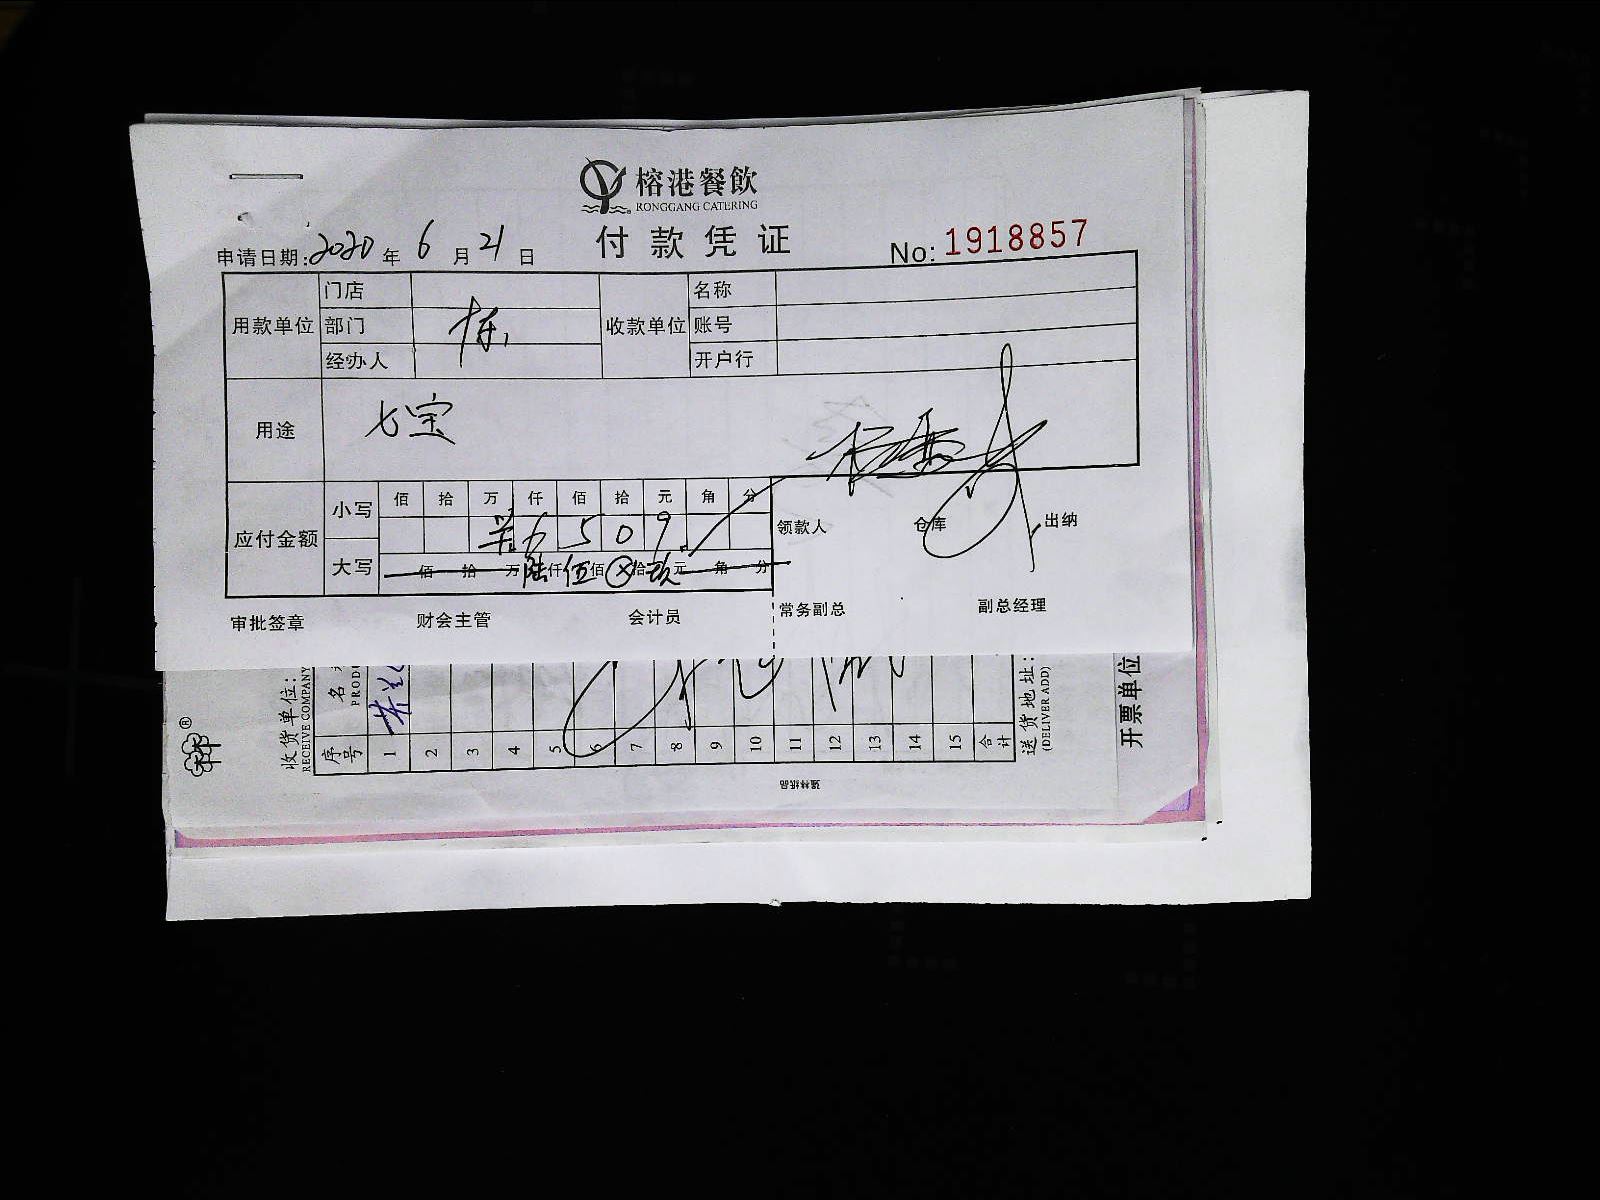 榕港餐飲
RONGGANG CATERING
付款凭证
申请日期:2020年6月21日
No:1918857
用款单位
门店
部门
经办人
收款单位
名称
账号
开户行
用途
七宝
应付金额
小写
佰 拾 万 仟 佰 拾 元 角 分
6 5 0 9
大写
佰 拾 万 陆仟 伍佰 ⊗拾 玖元 角 分
领款人
仓库
出纳
审批签章
财会主管
会计员
常务副总
副总经理
收货单位:
RECEIVE COMPANY
序号
名
PROD
1 2 3 4 5 6 7 8 9 10 11 12 13 14 15 合计
送货地址:
(DELIVER ADD)
开票单位